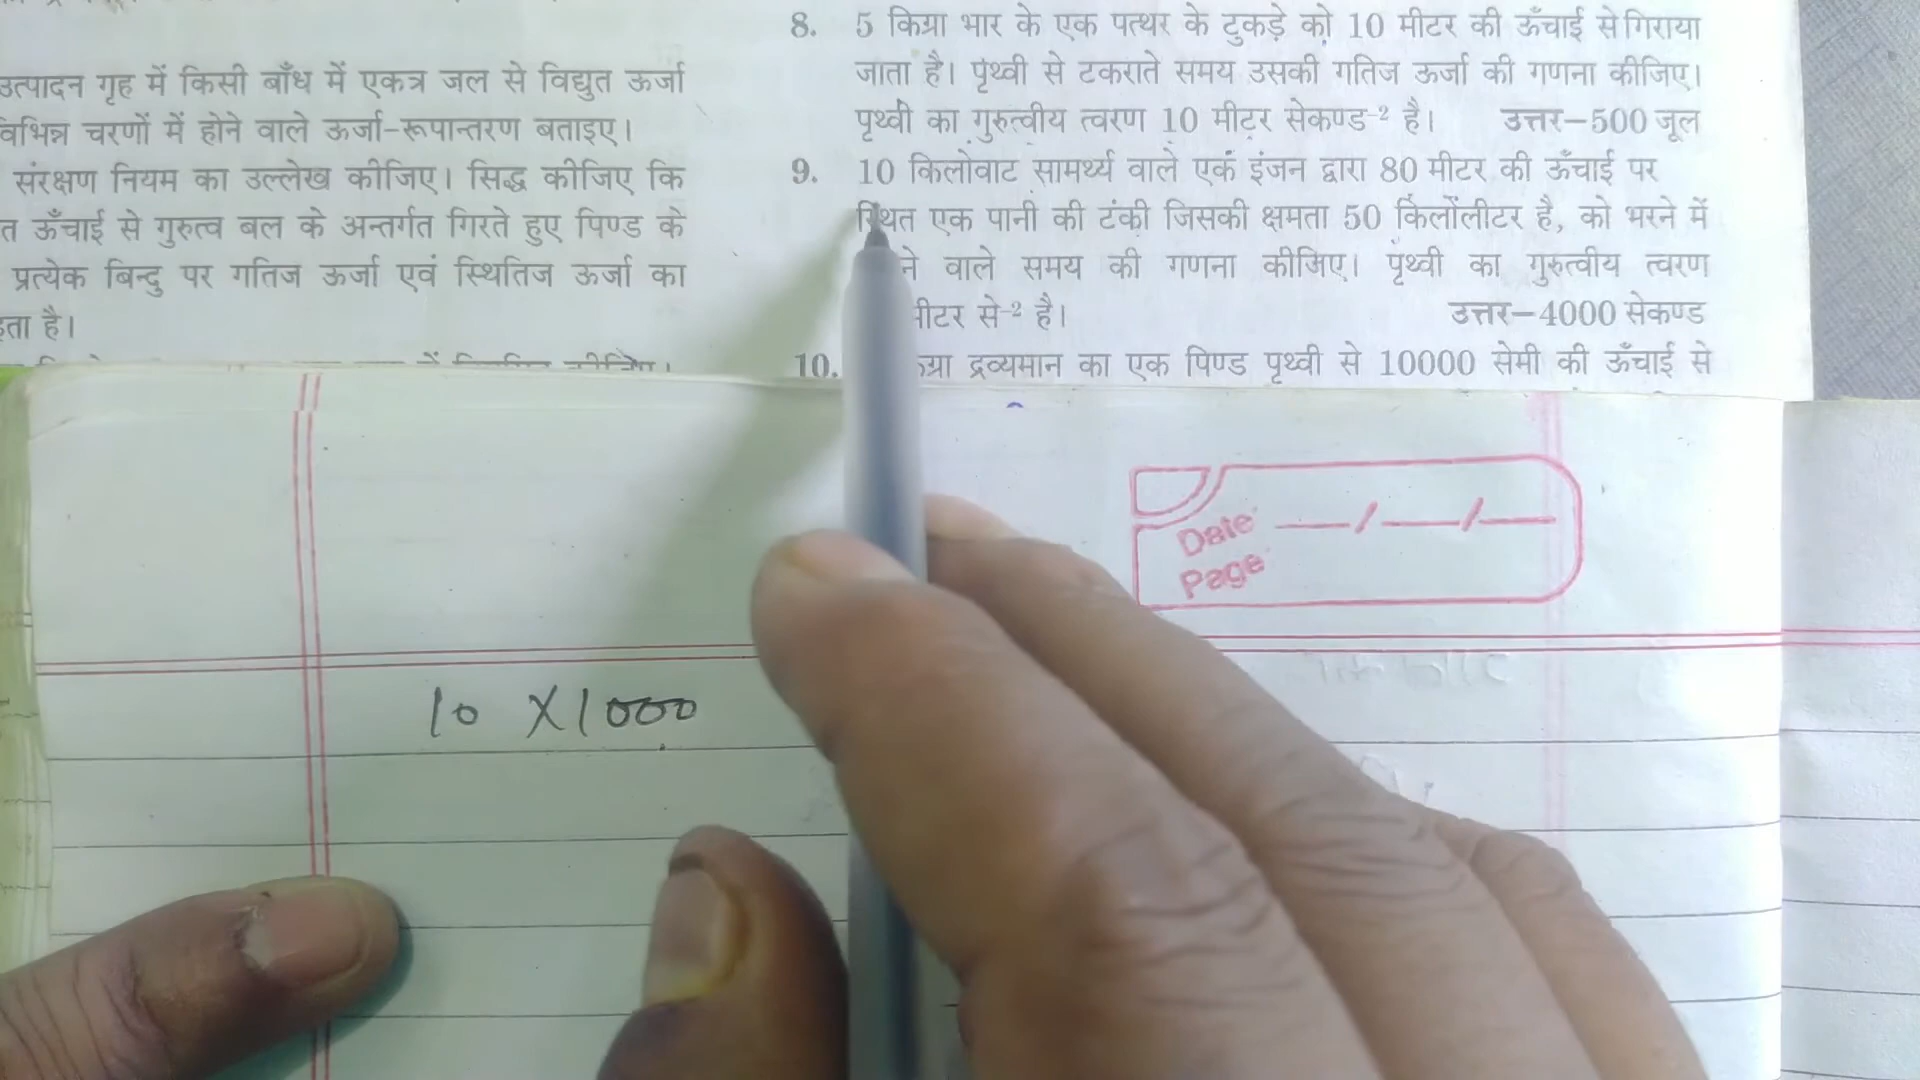 उत्पादन गृह में किसी बाँध में एकत्र जल से विद्युत ऊर्जा
विभिन्न चरणों में होने वाले ऊर्जा-रूपान्तरण बताइए।
संरक्षण नियम का उल्लेख कीजिए। सिद्ध कीजिए कि
त ऊँचाई से गुरुत्व बल के अन्तर्गत गिरते हुए पिण्ड के
प्रत्येक बिन्दु पर गतिज ऊर्जा एवं स्थितिज ऊर्जा का
है।
8. 5 किग्रा भार के एक पत्थर के टुकड़े को 10 मीटर की ऊँचाई से गिराया
जाता है। पृथ्वी से टकराते समय उसकी गतिज ऊर्जा की गणना कीजिए।
पृथ्वी का गुरुत्वीय त्वरण 10 मीटर सेकण्ड⁻² है। उत्तर–500 जूल
9. 10 किलोवाट सामर्थ्य वाले एक इंजन द्वारा 80 मीटर की ऊँचाई पर
स्थित एक पानी की टंकी जिसकी क्षमता 50 किलोलीटर है, को भरने में
ने वाले समय की गणना कीजिए। पृथ्वी का गुरुत्वीय त्वरण
मीटर से⁻² है। उत्तर–4000 सेकण्ड
10. द्रव्यमान का एक पिण्ड पृथ्वी से 10000 सेमी की ऊँचाई से
Date
Page
10 X 1000